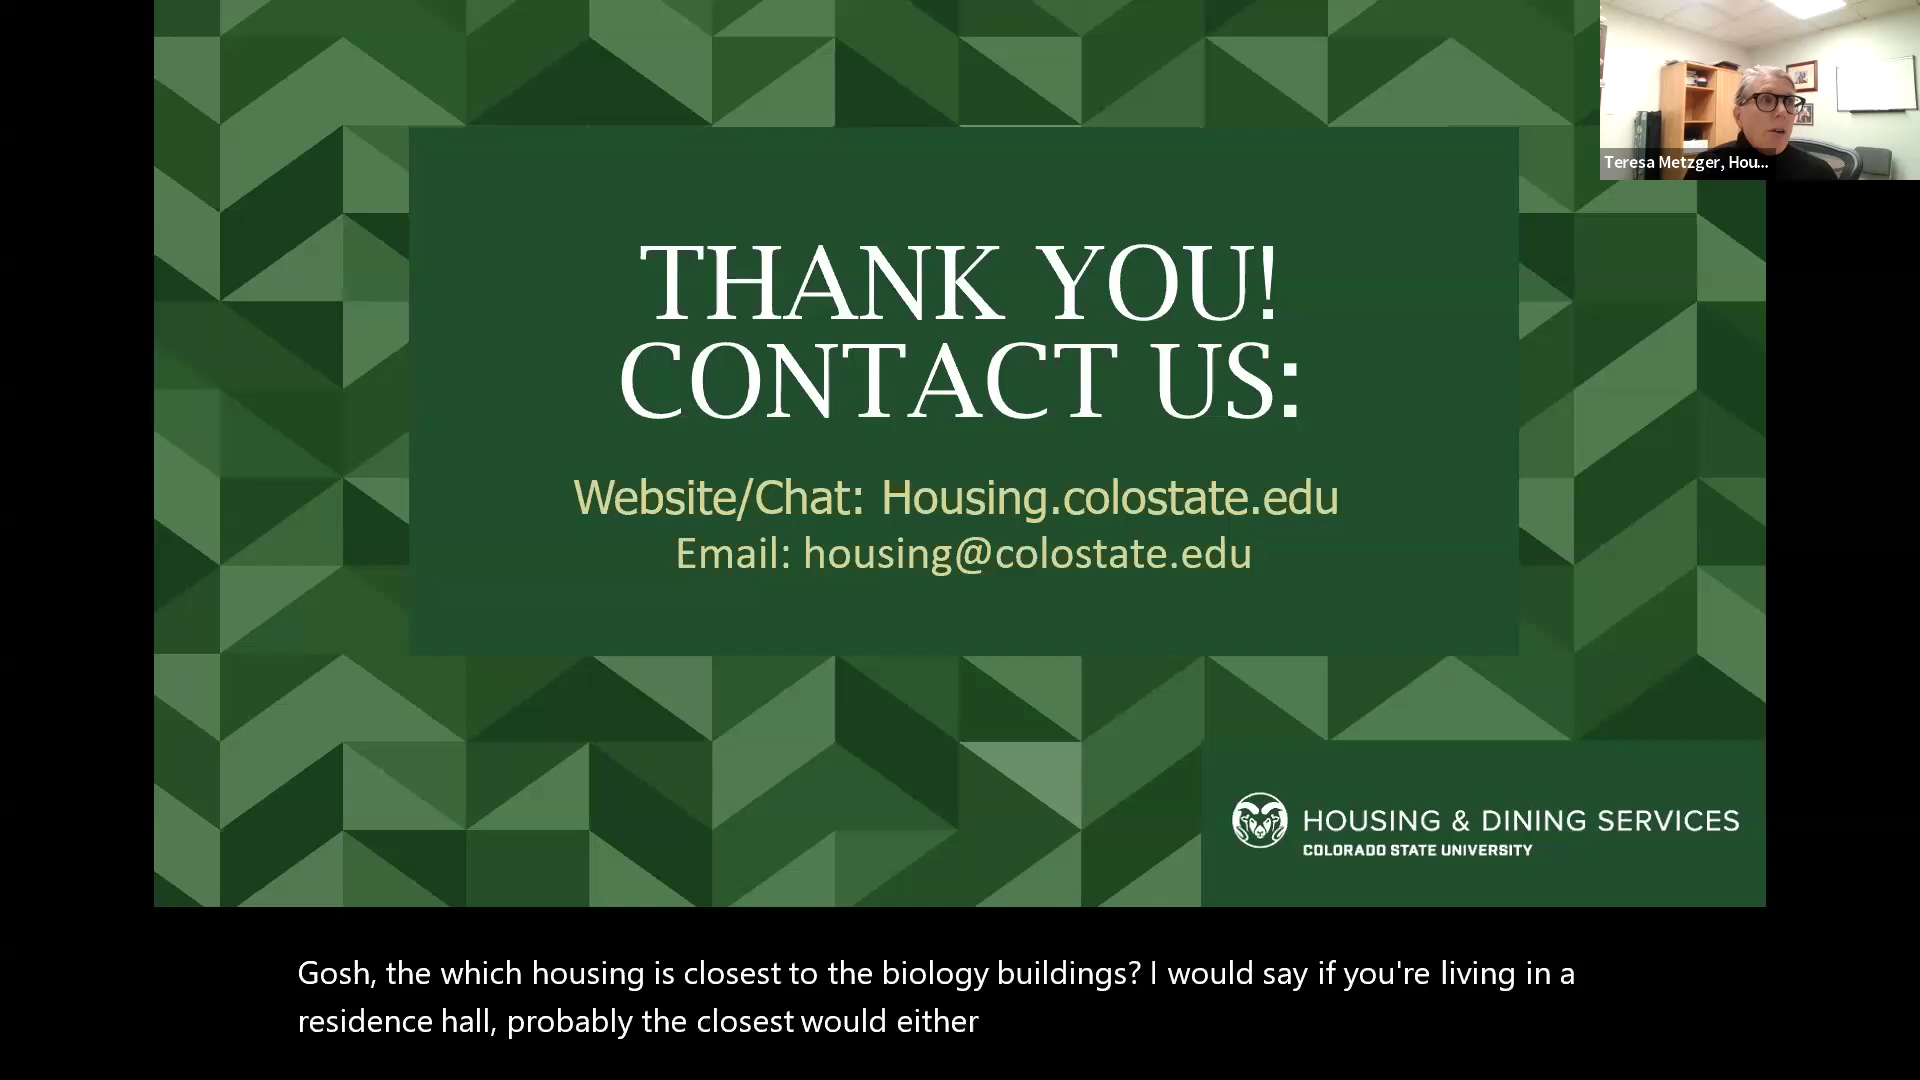 Teresa Metzger, Hou...
THANK YOU!
CONTACT US:
Website/Chat: Housing.colostate.edu
Email: housing@colostate.edu
HOUSING & DINING SERVICES
COLORADO STATE UNIVERSITY
Gosh, the which housing is closest to the biology buildings? I would say if you're living in a
residence hall, probably the closest would either